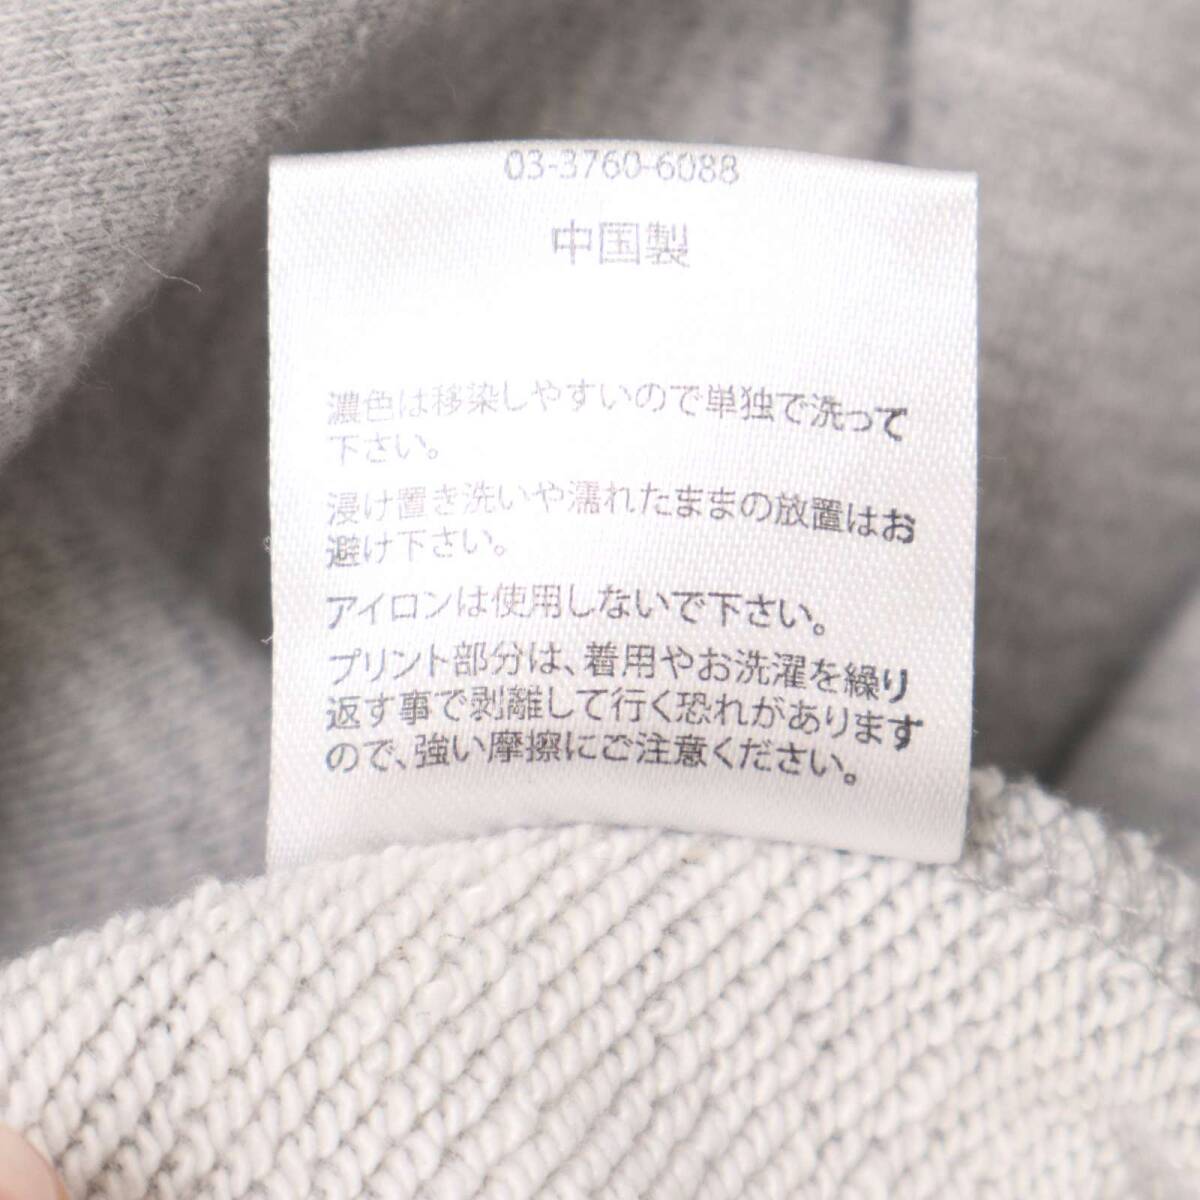 03-3760-6088
中国製
濃色は移染しやすいので単独で洗って
下さい。
浸け置き洗いや濡れたままの放置はお
避け下さい。
アイロンは使用しないで下さい。
プリント部分は、着用やお洗濯を繰り
返す事で剥離して行く恐れがあります
ので、強い摩擦にご注意ください。